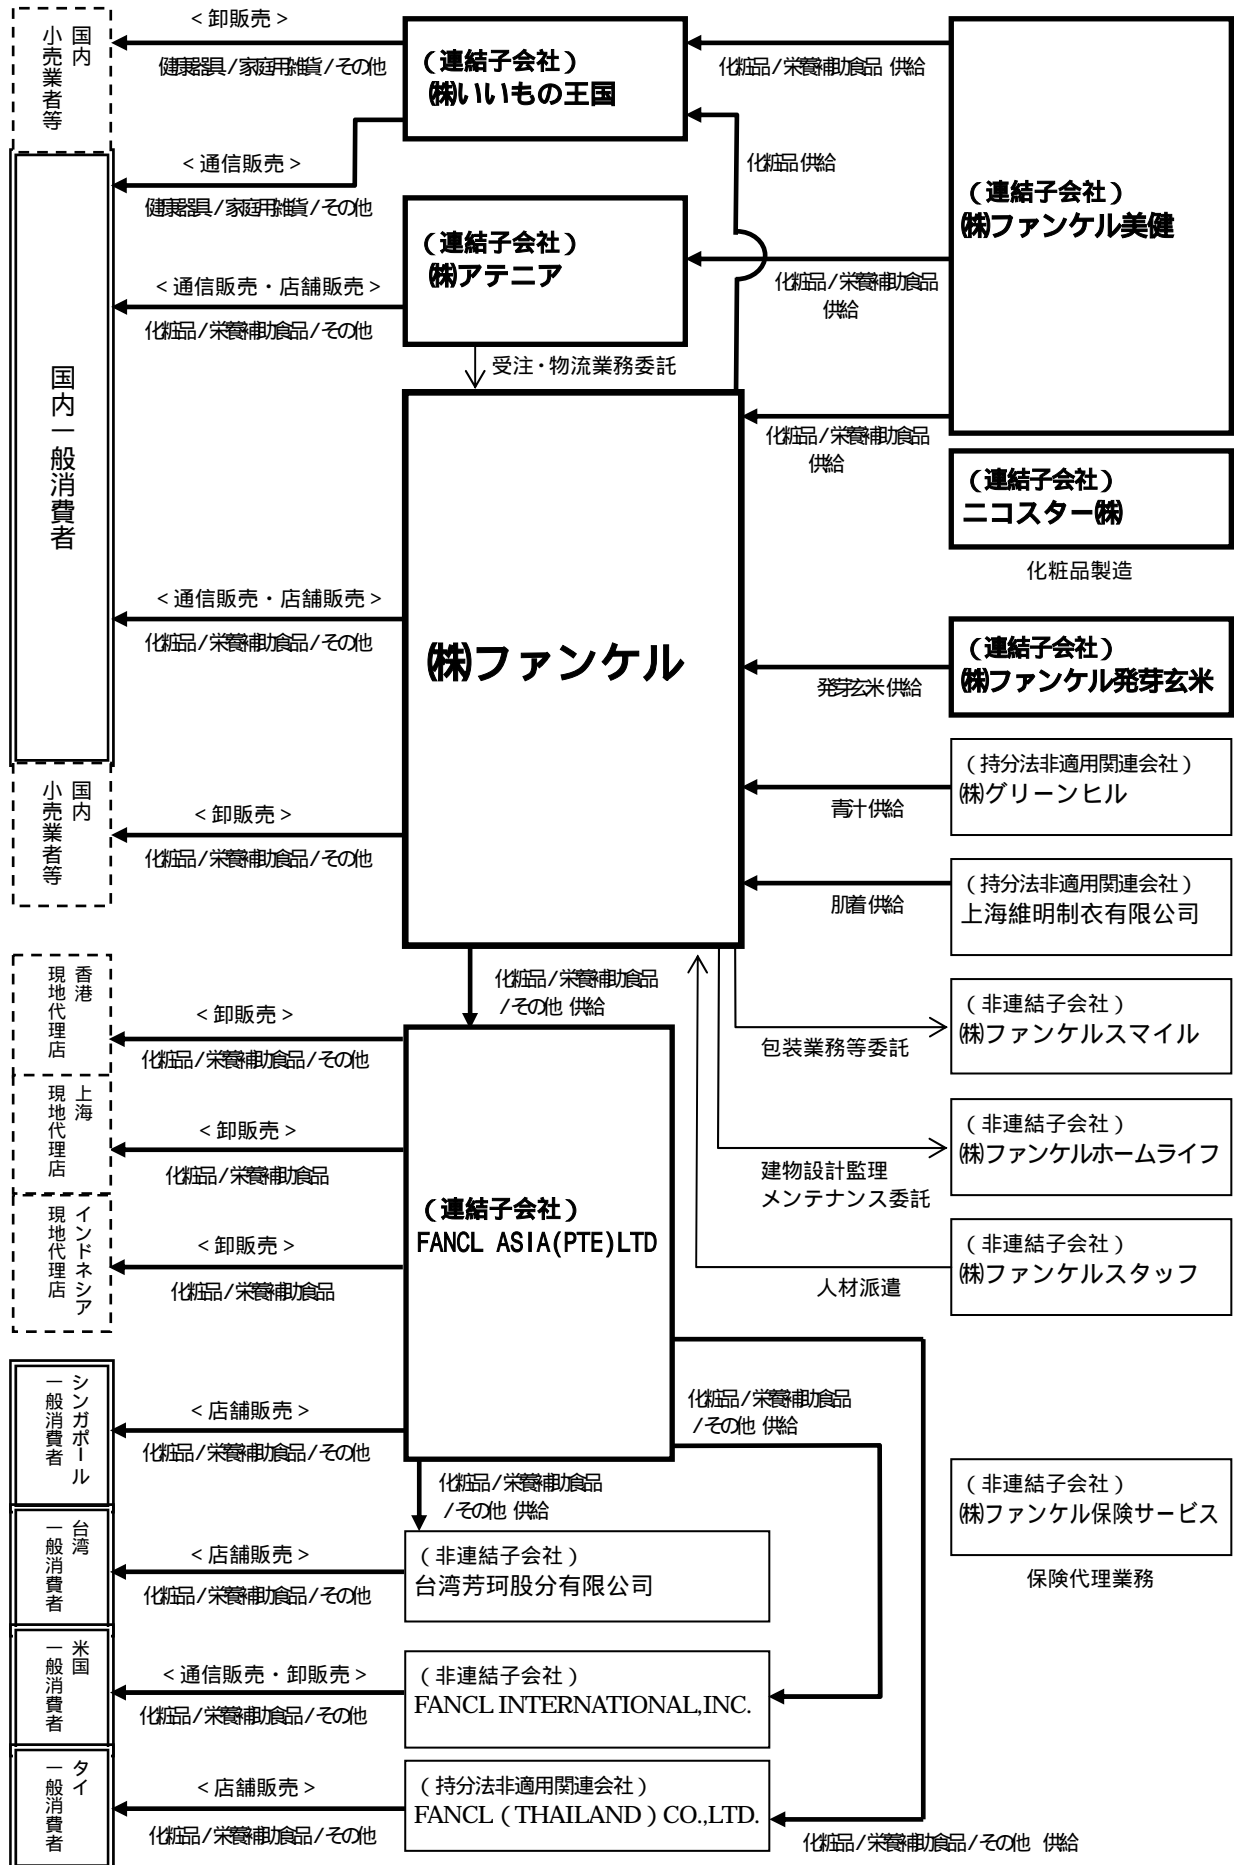 国内
小売業者等
＜卸販売＞
健康器具/家庭用雑貨/その他
（連結子会社）
㈱いいもの王国
化粧品/栄養補助食品 供給
化粧品供給
（連結子会社）
㈱ファンケル美健
国内一般消費者
＜通信販売＞
健康器具/家庭用雑貨/その他
（連結子会社）
㈱アテニア
化粧品/栄養補助食品
供給
＜通信販売・店舗販売＞
化粧品/栄養補助食品/その他
受注・物流業務委託
化粧品/栄養補助食品
供給
（連結子会社）
ニコスター㈱
化粧品製造
＜通信販売・店舗販売＞
化粧品/栄養補助食品/その他
㈱ファンケル
発芽玄米供給
（連結子会社）
㈱ファンケル発芽玄米
青汁供給
（持分法非適用関連会社）
㈱グリーンヒル
国内
小売業者等
＜卸販売＞
化粧品/栄養補助食品/その他
肌着供給
（持分法非適用関連会社）
上海維明制衣有限公司
化粧品/栄養補助食品
/その他 供給
香港
現地代理店
＜卸販売＞
化粧品/栄養補助食品/その他
包装業務等委託
（非連結子会社）
㈱ファンケルスマイル
上海
現地代理店
＜卸販売＞
化粧品/栄養補助食品
建物設計監理
メンテナンス委託
（非連結子会社）
㈱ファンケルホームライフ
（連結子会社）
FANCL ASIA(PTE)LTD
インドネシア
現地代理店
＜卸販売＞
化粧品/栄養補助食品
人材派遣
（非連結子会社）
㈱ファンケルスタッフ
シンガポール
一般消費者
＜店舗販売＞
化粧品/栄養補助食品/その他
化粧品/栄養補助食品
/その他 供給
化粧品/栄養補助食品
/その他 供給
（非連結子会社）
㈱ファンケル保険サービス
保険代理業務
台湾
一般消費者
＜店舗販売＞
化粧品/栄養補助食品/その他
（非連結子会社）
台湾芳珂股分有限公司
米国
一般消費者
＜通信販売・卸販売＞
化粧品/栄養補助食品/その他
（非連結子会社）
FANCL INTERNATIONAL,INC.
タイ
一般消費者
＜店舗販売＞
化粧品/栄養補助食品/その他
（持分法非適用関連会社）
FANCL（THAILAND）CO.,LTD.
化粧品/栄養補助食品/その他 供給